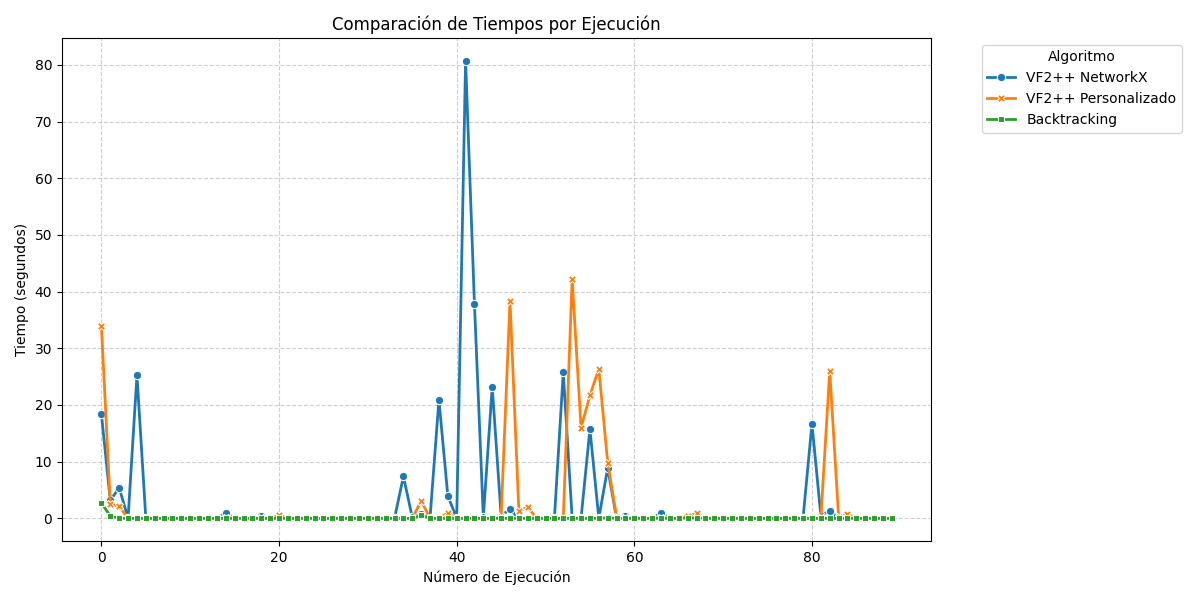 Comparación de Tiempos por Ejecución
Algoritmo
VF2++ NetworkX
VF2++ Personalizado
Backtracking
Tiempo (segundos)
80
70
60
50
40
30
20
10
0
0 20 40 60 80
Número de Ejecución